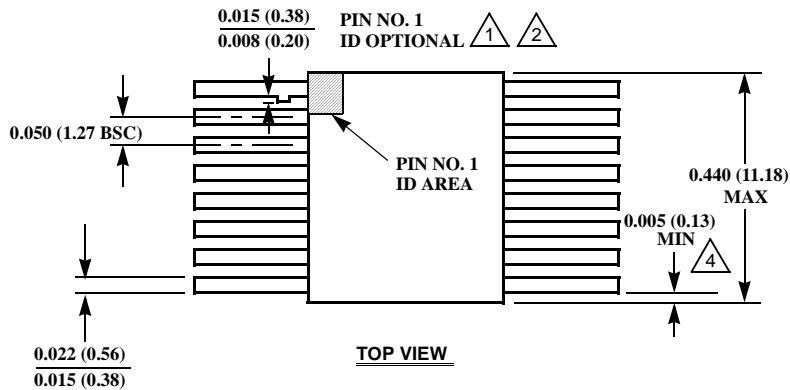 0.015 (0.38)
0.008 (0.20)
PIN NO. 1
ID OPTIONAL
1
2
0.050 (1.27 BSC)
PIN NO. 1
ID AREA
0.440 (11.18)
MAX
0.005 (0.13)
MIN
4
0.022 (0.56)
0.015 (0.38)
TOP VIEW